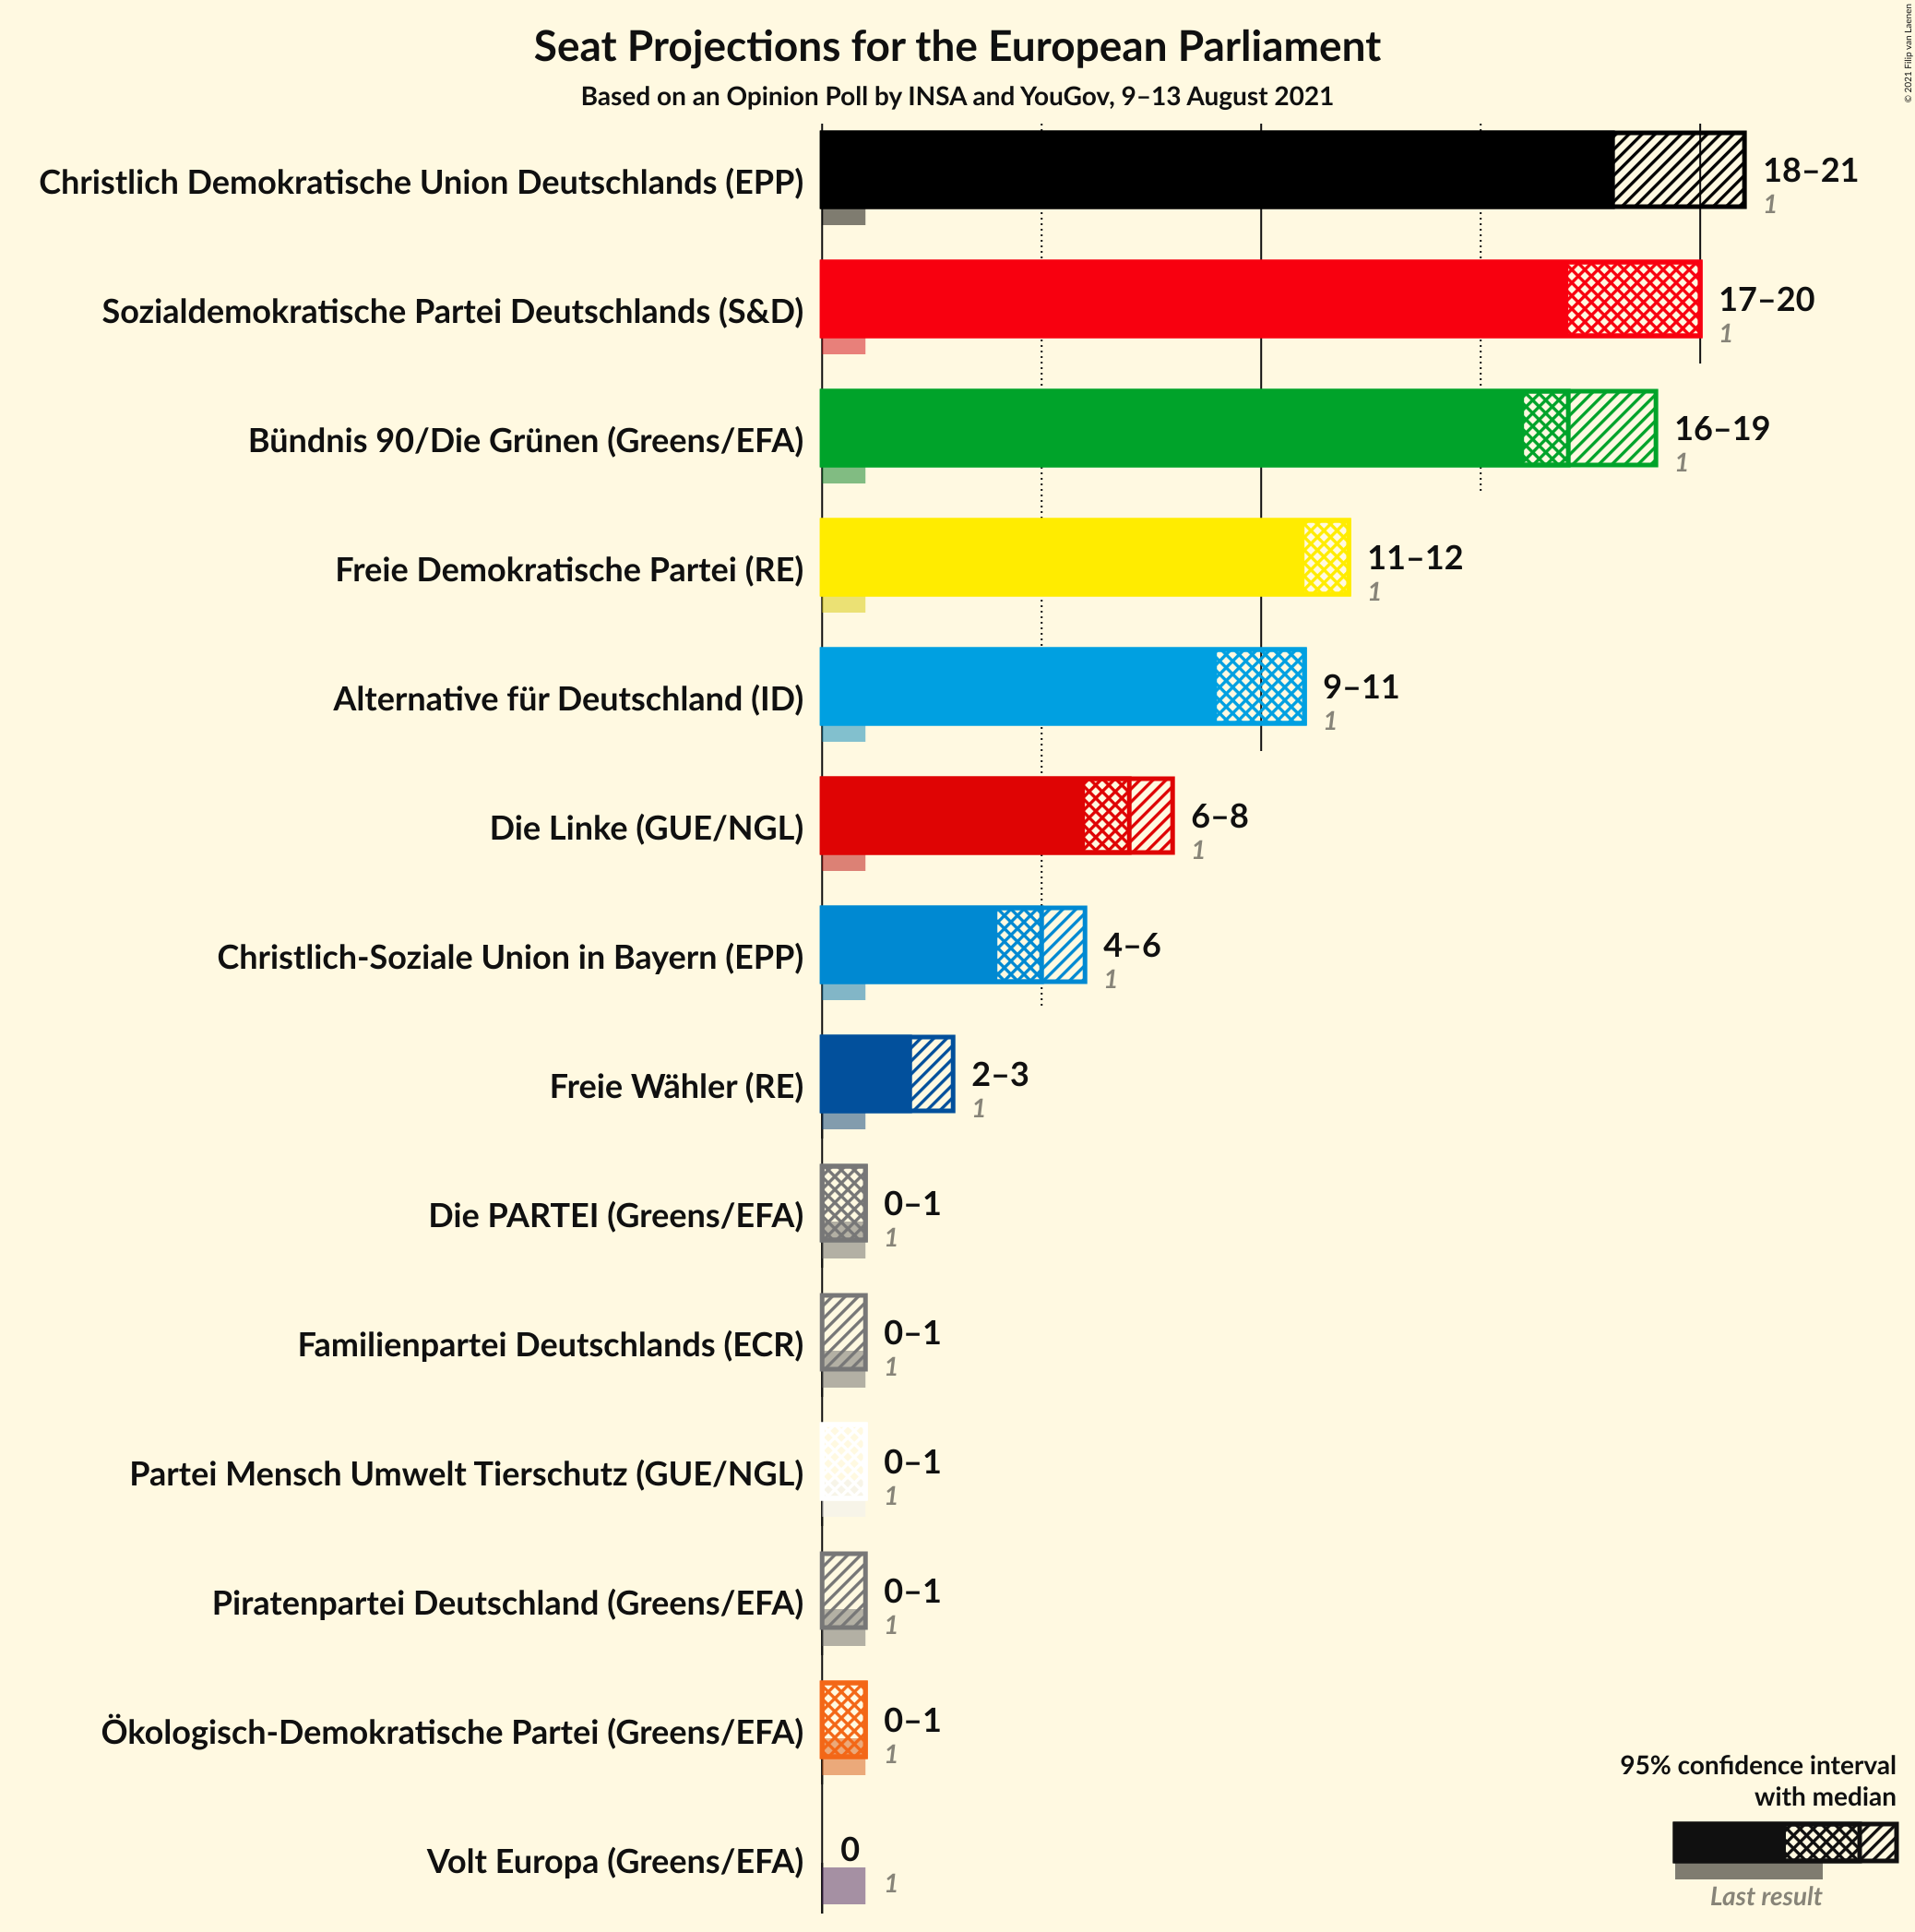 Seat Projections for the European Parliament
Based on an Opinion Poll by INSA and YouGov, 9–13 August 2021
© 2021 Filip van Laenen
Christlich Demokratische Union Deutschlands (EPP)
18–21
1
Sozialdemokratische Partei Deutschlands (S&D)
17–20
1
Bündnis 90/Die Grünen (Greens/EFA)
16–19
1
Freie Demokratische Partei (RE)
11–12
1
Alternative für Deutschland (ID)
9–11
1
Die Linke (GUE/NGL)
6–8
1
Christlich-Soziale Union in Bayern (EPP)
4–6
1
Freie Wähler (RE)
2–3
1
Die PARTEI (Greens/EFA)
0–1
1
Familienpartei Deutschlands (ECR)
0–1
1
Partei Mensch Umwelt Tierschutz (GUE/NGL)
0–1
1
Piratenpartei Deutschland (Greens/EFA)
0–1
1
Ökologisch-Demokratische Partei (Greens/EFA)
0–1
1
Volt Europa (Greens/EFA)
0
1
95% confidence interval
with median
Last result